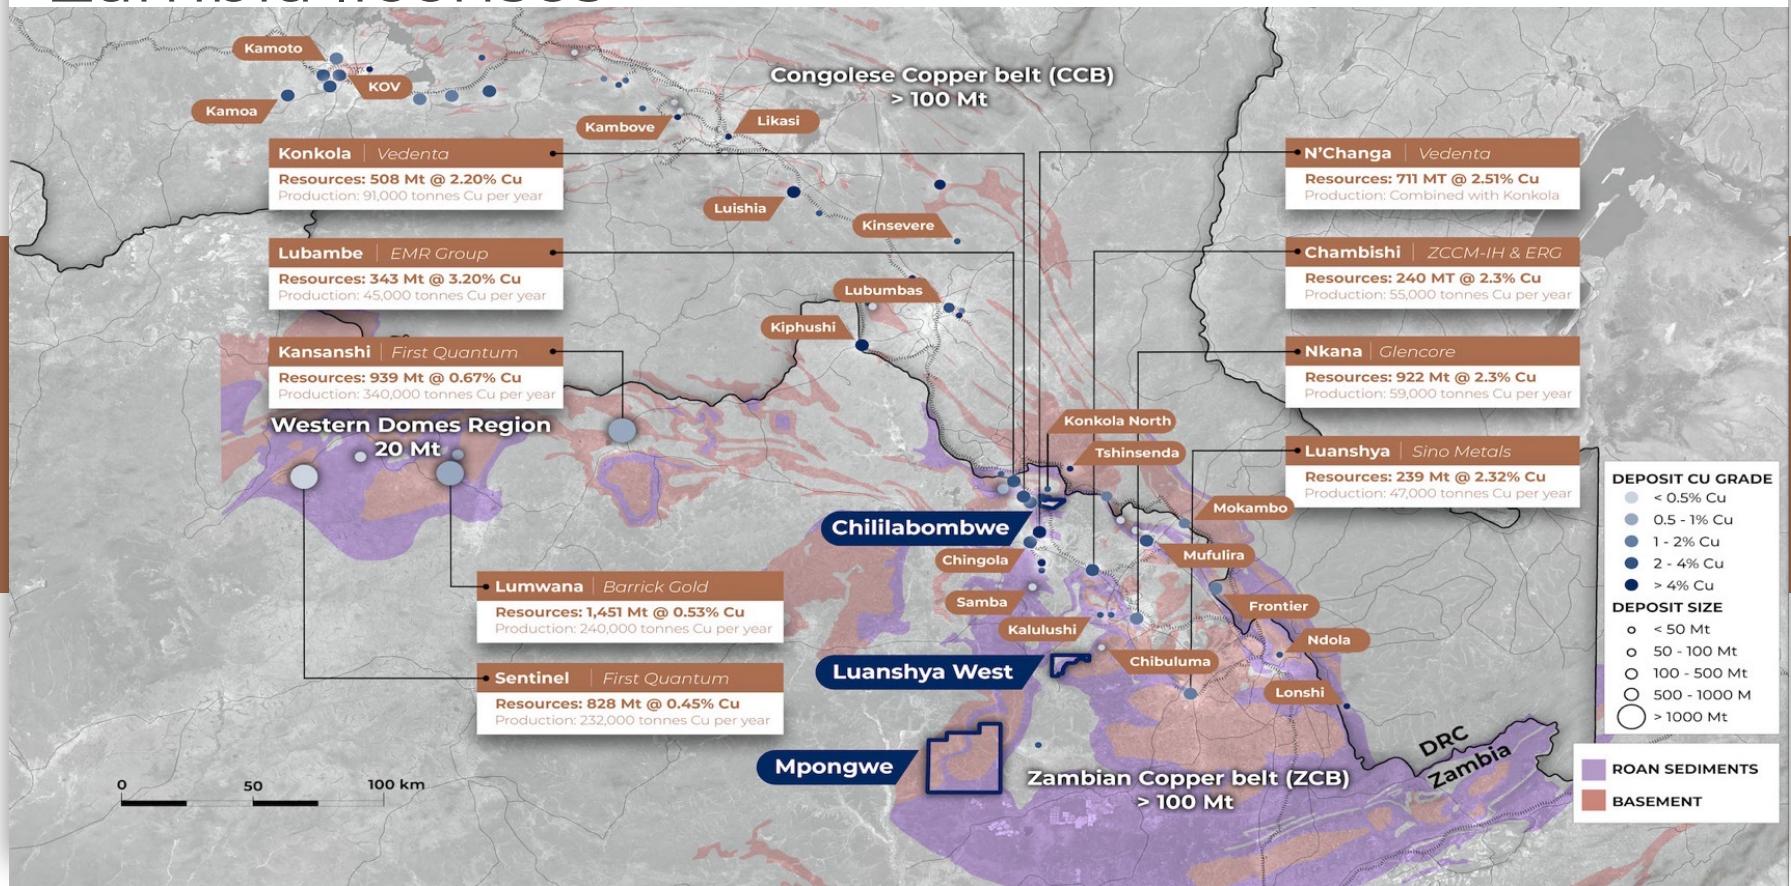 Zambia licenses
Kamoto
KOV
Kamoa
Congolese Copper belt (CCB)
> 100 Mt
Kambove
Likasi
Konkola | Vedenta
Resources: 508 Mt @ 2.20% Cu
Production: 91,000 tonnes Cu per year
N'Changa | Vedenta
Resources: 711 MT @ 2.51% Cu
Production: Combined with Konkola
Luishia
Kinsevere
Lubambe | EMR Group
Resources: 343 Mt @ 3.20% Cu
Production: 45,000 tonnes Cu per year
Chambishi | ZCCM-IH & ERG
Resources: 240 MT @ 2.3% Cu
Production: 55,000 tonnes Cu per year
Lubumbas
Kiphushi
Kansanshi | First Quantum
Resources: 939 Mt @ 0.67% Cu
Production: 340,000 tonnes Cu per year
Nkana | Glencore
Resources: 922 Mt @ 2.3% Cu
Production: 59,000 tonnes Cu per year
Western Domes Region
20 Mt
Konkola North
Tshinsenda
Luanshya | Sino Metals
Resources: 239 Mt @ 2.32% Cu
Production: 47,000 tonnes Cu per year
Mokambo
Chililabombwe
Chingola
Mufulira
Samba
Frontier
Kalulushi
Ndola
Lumwana | Barrick Gold
Resources: 1,451 Mt @ 0.53% Cu
Production: 240,000 tonnes Cu per year
Luanshya West
Chibuluma
Lonshi
Sentinel | First Quantum
Resources: 828 Mt @ 0.45% Cu
Production: 232,000 tonnes Cu per year
Mpongwe
Zambian Copper belt (ZCB)
> 100 Mt
DRC
Zambia
0 50 100 km
DEPOSIT CU GRADE
< 0.5% Cu
0.5 - 1% Cu
1 - 2% Cu
2 - 4% Cu
> 4% Cu
DEPOSIT SIZE
< 50 Mt
50 - 100 Mt
100 - 500 Mt
500 - 1000 M
> 1000 Mt
ROAN SEDIMENTS
BASEMENT